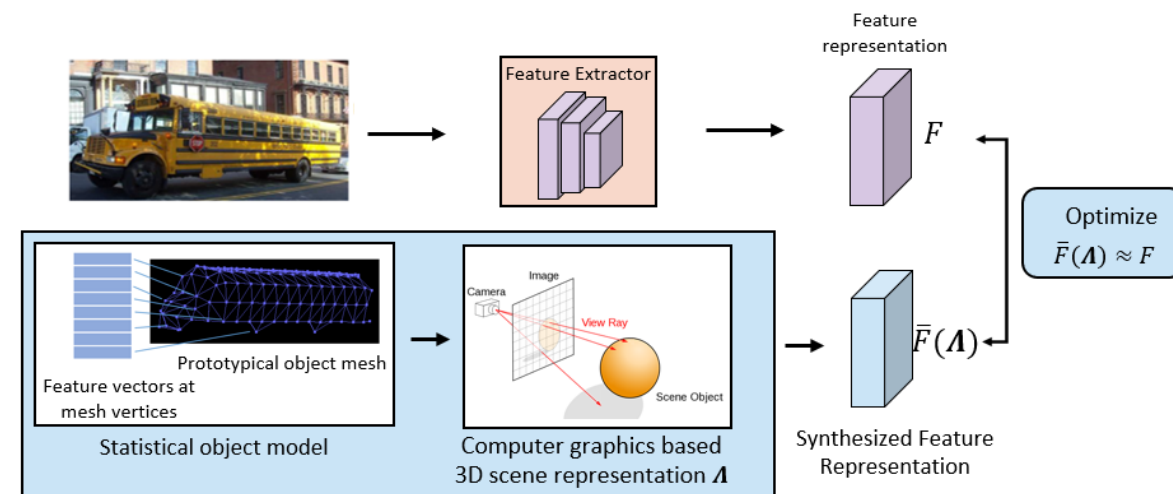 Feature
representation
Feature Extractor
STOP
F
Optimize
F̄(Λ) ≈ F
Image
Camera
View Ray
Scene Object
Prototypical object mesh
Feature vectors at
mesh vertices
F̄(Λ)
Statistical object model
Computer graphics based
3D scene representation Λ
Synthesized Feature
Representation